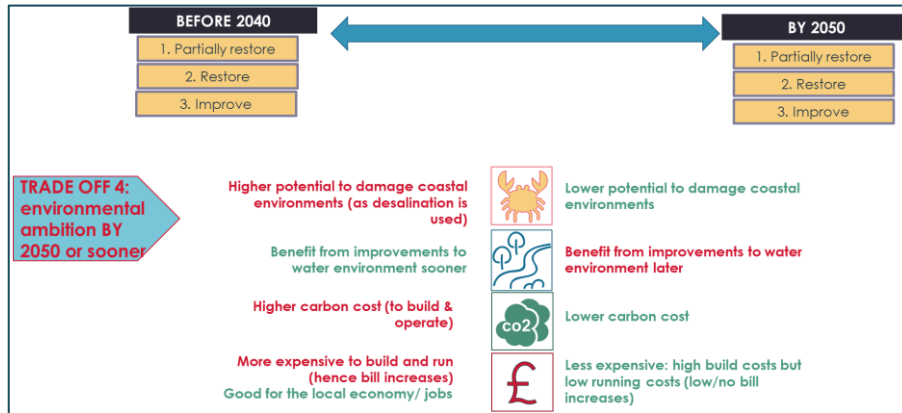 BEFORE 2040
BY 2050
1. Partially restore
2. Restore
3. Improve
1. Partially restore
2. Restore
3. Improve
TRADE OFF 4:
environmental
ambition BY
2050 or sooner
Higher potential to damage coastal
environments (as desalination is
used)
Lower potential to damage coastal
environments
Benefit from improvements to
water environment sooner
Benefit from improvements to water
environment later
Higher carbon cost (to build &
operate)
co2
Lower carbon cost
More expensive to build and run
(hence bill increases)
Good for the local economy/ jobs
£
Less expensive: high build costs but
low running costs (low/no bill
increases)